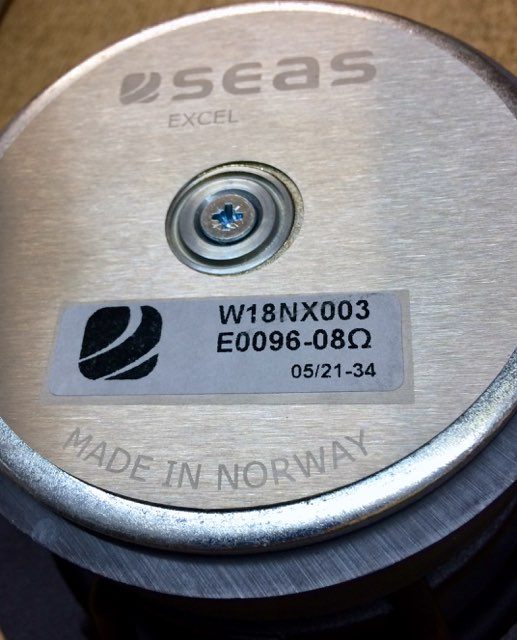 seas
EXCEL
W18NX003
E0096-08Ω
05/21-34
MADE IN NORWAY